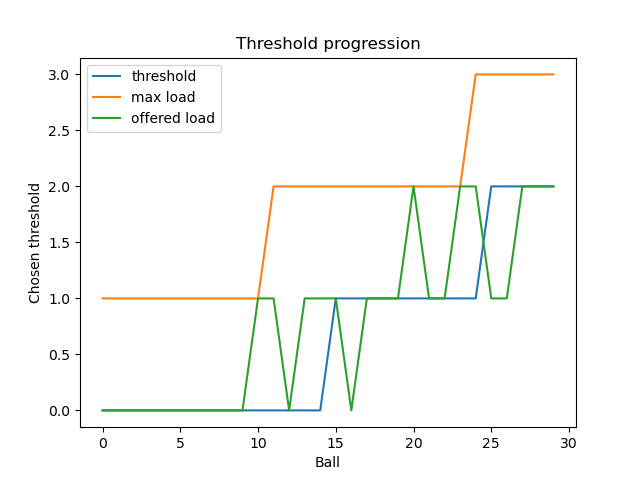 Threshold progression
threshold
max load
offered load
3.0
2.5
2.0
1.5
1.0
0.5
0.0
Chosen threshold
0 5 10 15 20 25 30
Ball